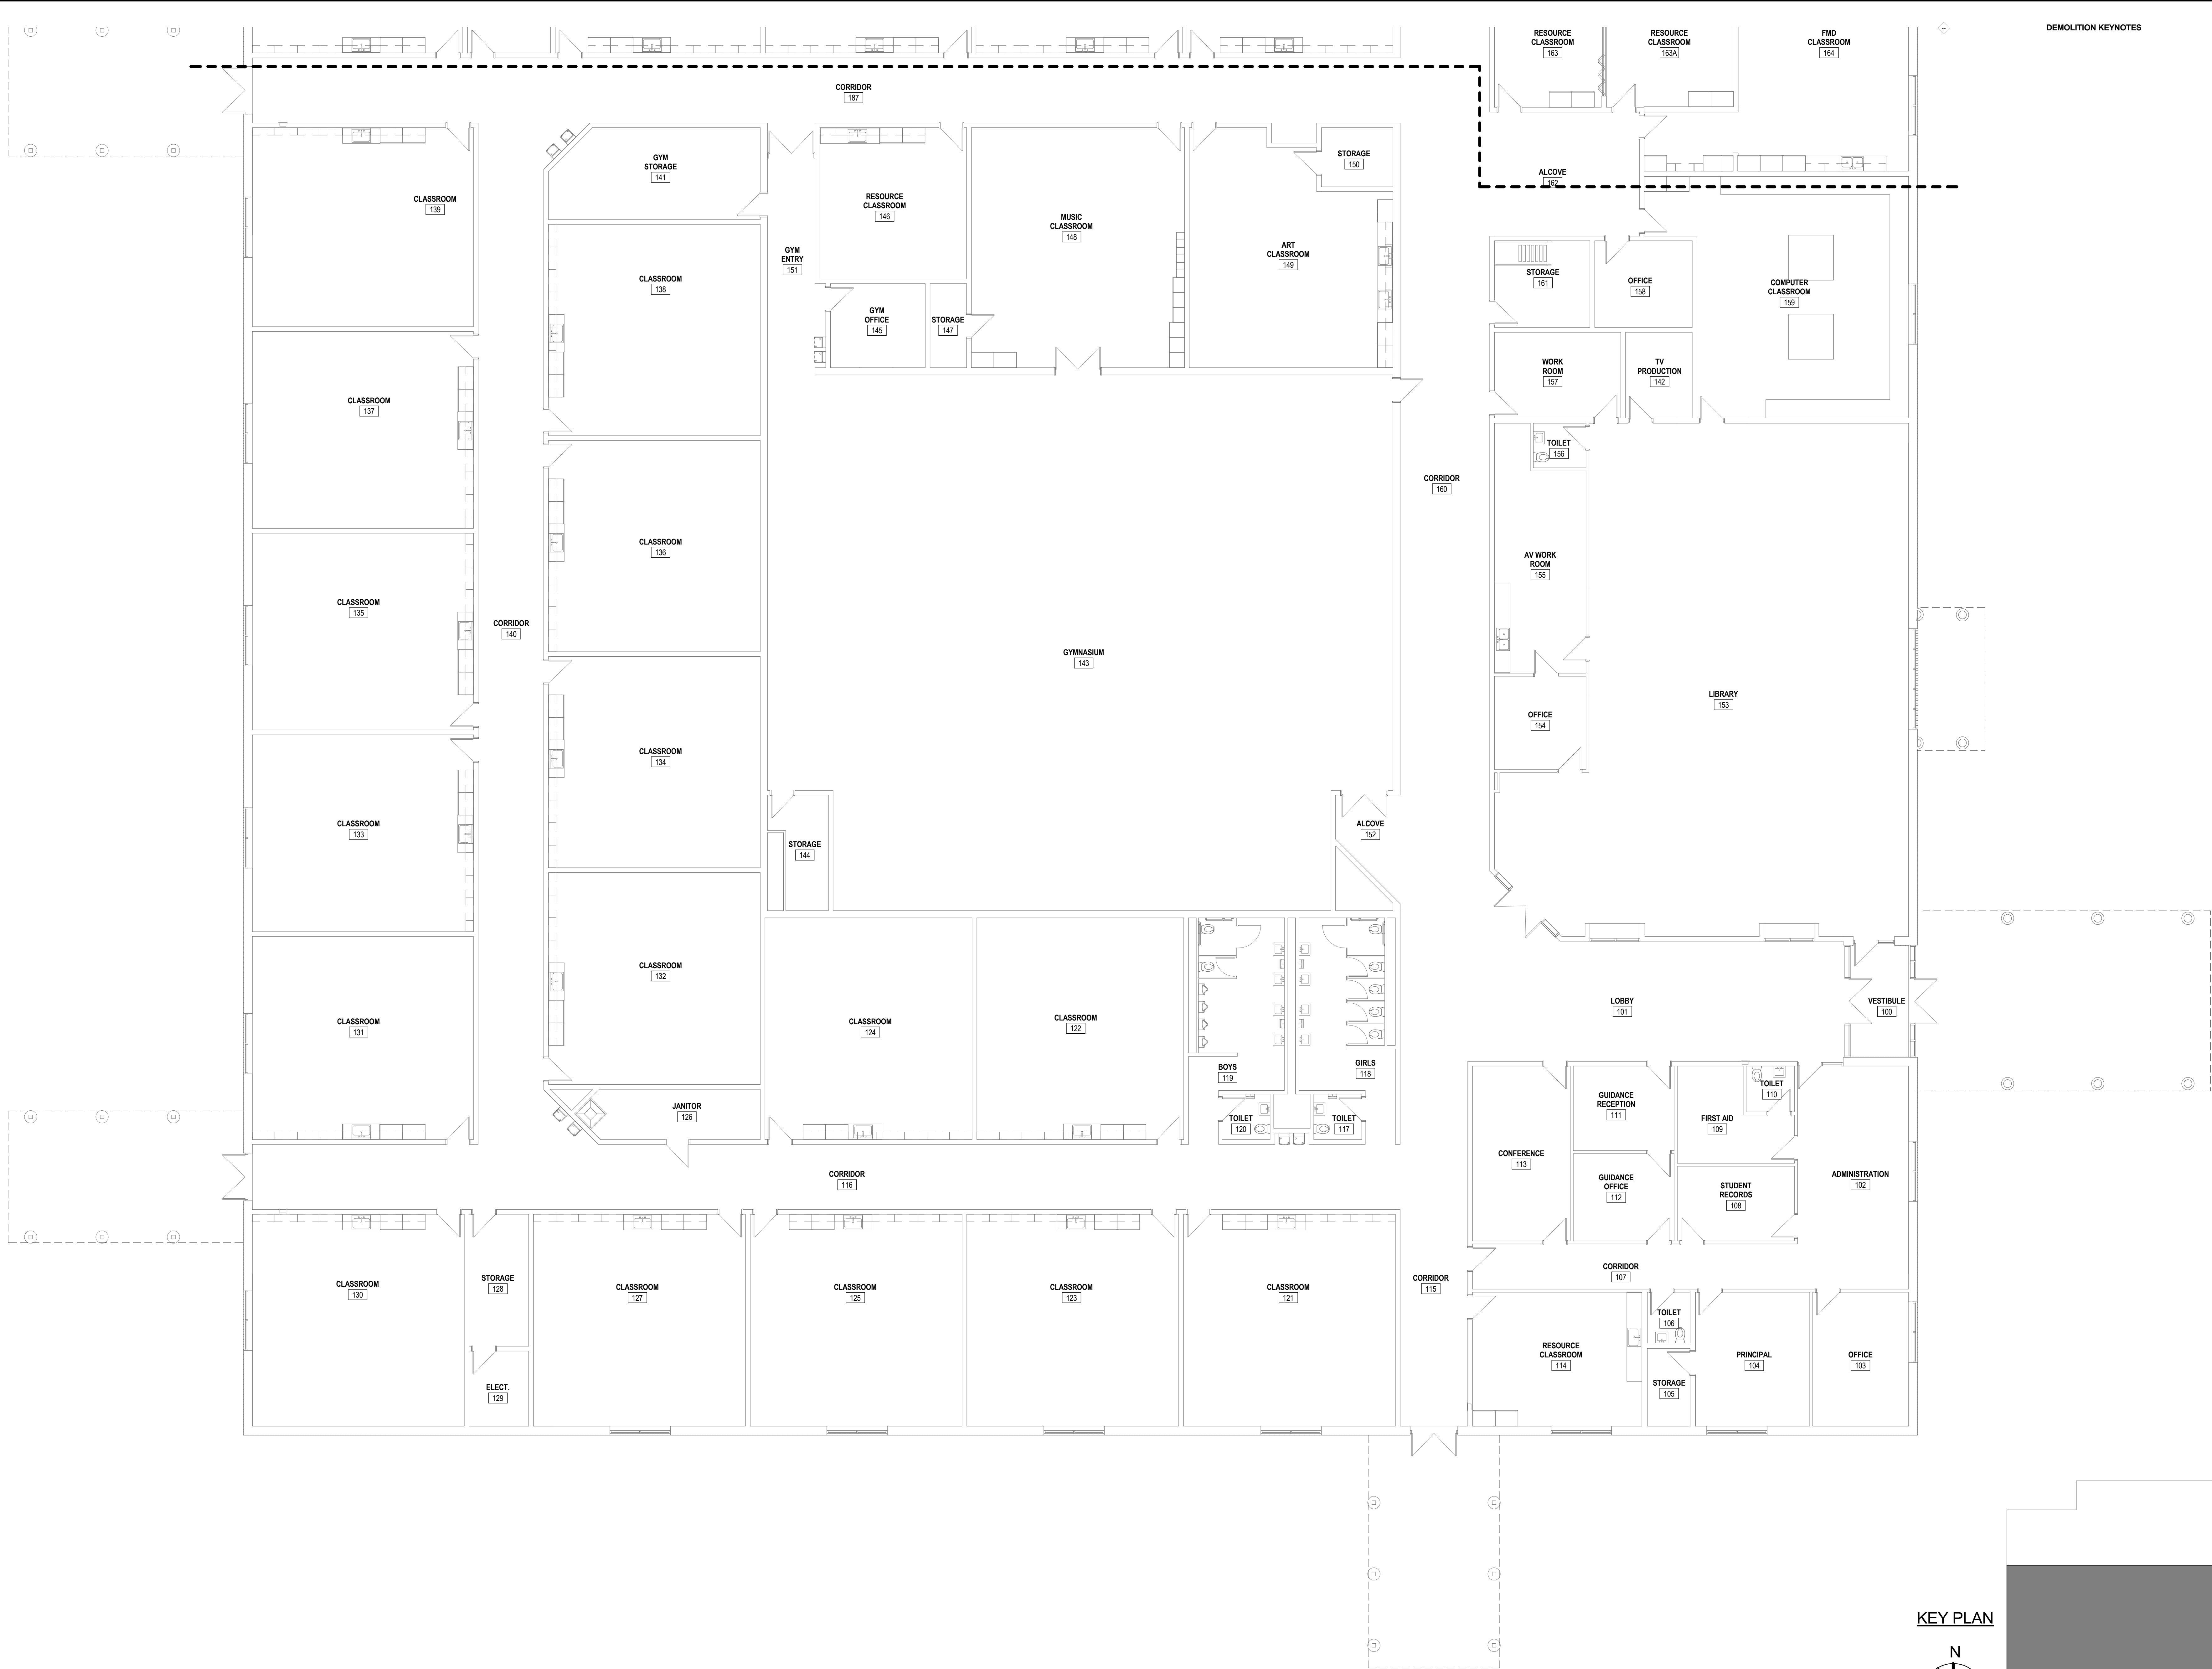 DEMOLITION KEYNOTES
RESOURCE
CLASSROOM
163
RESOURCE
CLASSROOM
163A
FMD
CLASSROOM
164
CORRIDOR
187
GYM
STORAGE
141
STORAGE
150
ALCOVE
162
CLASSROOM
139
RESOURCE
CLASSROOM
146
MUSIC
CLASSROOM
148
ART
CLASSROOM
149
GYM
ENTRY
151
CLASSROOM
138
STORAGE
161
OFFICE
158
COMPUTER
CLASSROOM
159
GYM
OFFICE
145
STORAGE
147
WORK
ROOM
157
TV
PRODUCTION
142
CLASSROOM
137
TOILET
156
CORRIDOR
160
CLASSROOM
136
AV WORK
ROOM
155
CLASSROOM
135
CORRIDOR
140
GYMNASIUM
143
LIBRARY
153
OFFICE
154
CLASSROOM
134
CLASSROOM
133
STORAGE
144
ALCOVE
152
CLASSROOM
132
CLASSROOM
131
CLASSROOM
124
CLASSROOM
122
LOBBY
101
VESTIBULE
100
BOYS
119
GIRLS
118
JANITOR
126
TOILET
120
TOILET
117
GUIDANCE
RECEPTION
111
TOILET
110
FIRST AID
109
CONFERENCE
113
GUIDANCE
OFFICE
112
STUDENT
RECORDS
108
ADMINISTRATION
102
CORRIDOR
116
CLASSROOM
130
STORAGE
128
CLASSROOM
127
CLASSROOM
125
CLASSROOM
123
CLASSROOM
121
CORRIDOR
115
CORRIDOR
107
TOILET
106
RESOURCE
CLASSROOM
114
PRINCIPAL
104
OFFICE
103
STORAGE
105
ELECT.
129
KEY PLAN
N